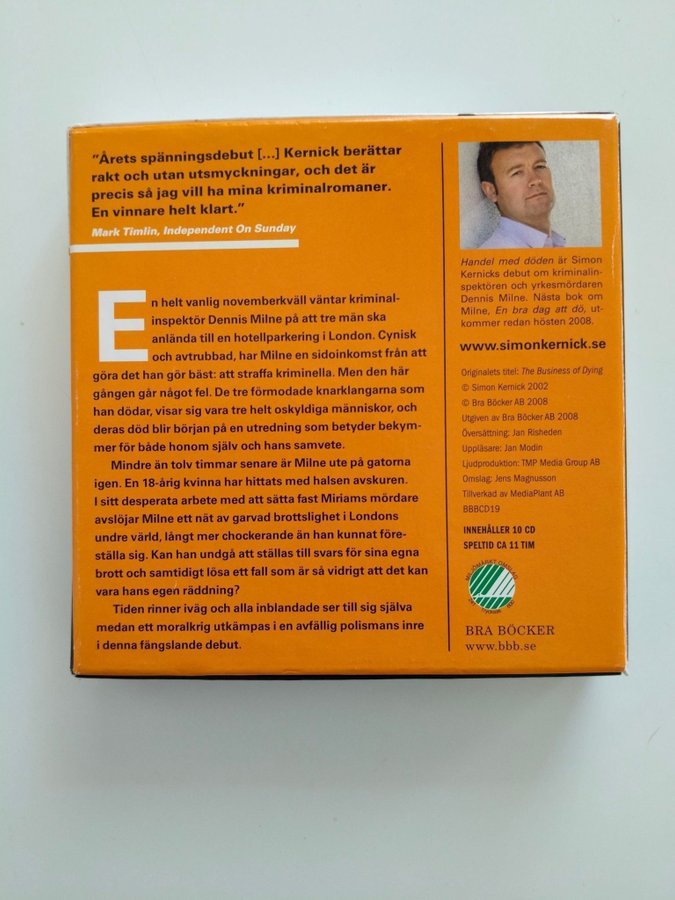 ”Årets spänningsdebut [...] Kernick berättar
rakt och utan utsmyckningar, och det är
precis så jag vill ha mina kriminalromaner.
En vinnare helt klart.”
Mark Timlin, Independent On Sunday
En helt vanlig novemberkväll väntar kriminal-
inspektör Dennis Milne på att tre män ska
anlända till en hotellparkering i London. Cynisk
och avtrubbad, har Milne en sidoinkomst från att
göra det han gör bäst: att straffa kriminella. Men den här
gången går något fel. De tre förmodade knarklangarna som
han dödar, visar sig vara tre helt oskyldiga människor, och
deras död blir början på en utredning som betyder bekym-
mer för både honom själv och hans samvete.
Mindre än tolv timmar senare är Milne ute på gatorna
igen. En 18-årig kvinna har hittats med halsen avskuren.
I sitt desperata arbete med att sätta fast Miriams mördare
avslöjar Milne ett nät av garvad brottslighet i Londons
undre värld, långt mer chockerande än han kunnat före-
ställa sig. Kan han undgå att ställas till svars för sina egna
brott och samtidigt lösa ett fall som är så vidrigt att det kan
vara hans egen räddning?
Tiden rinner iväg och alla inblandade ser till sig själva
medan ett moralkrig utkämpas i en avfällig polismans inre
i denna fängslande debut.
Handel med döden är Simon
Kernicks debut om kriminalin-
spektören och yrkesmördaren
Dennis Milne. Nästa bok om
Milne, En bra dag att dö, ut-
kommer redan hösten 2008.
www.simonkernick.se
Originalets titel: The Business of Dying
© Simon Kernick 2002
© Bra Böcker AB 2008
Utgiven av Bra Böcker AB 2008
Översättning: Jan Risheden
Uppläsare: Jan Modin
Ljudproduktion: TMP Media Group AB
Omslag: Jens Magnusson
Tillverkad av MediaPlant AB
BBBCD19
INNEHÅLLER 10 CD
SPELTID CA 11 TIM
MILJÖMÄRKT OMSLAG
BRA BÖCKER
www.bbb.se